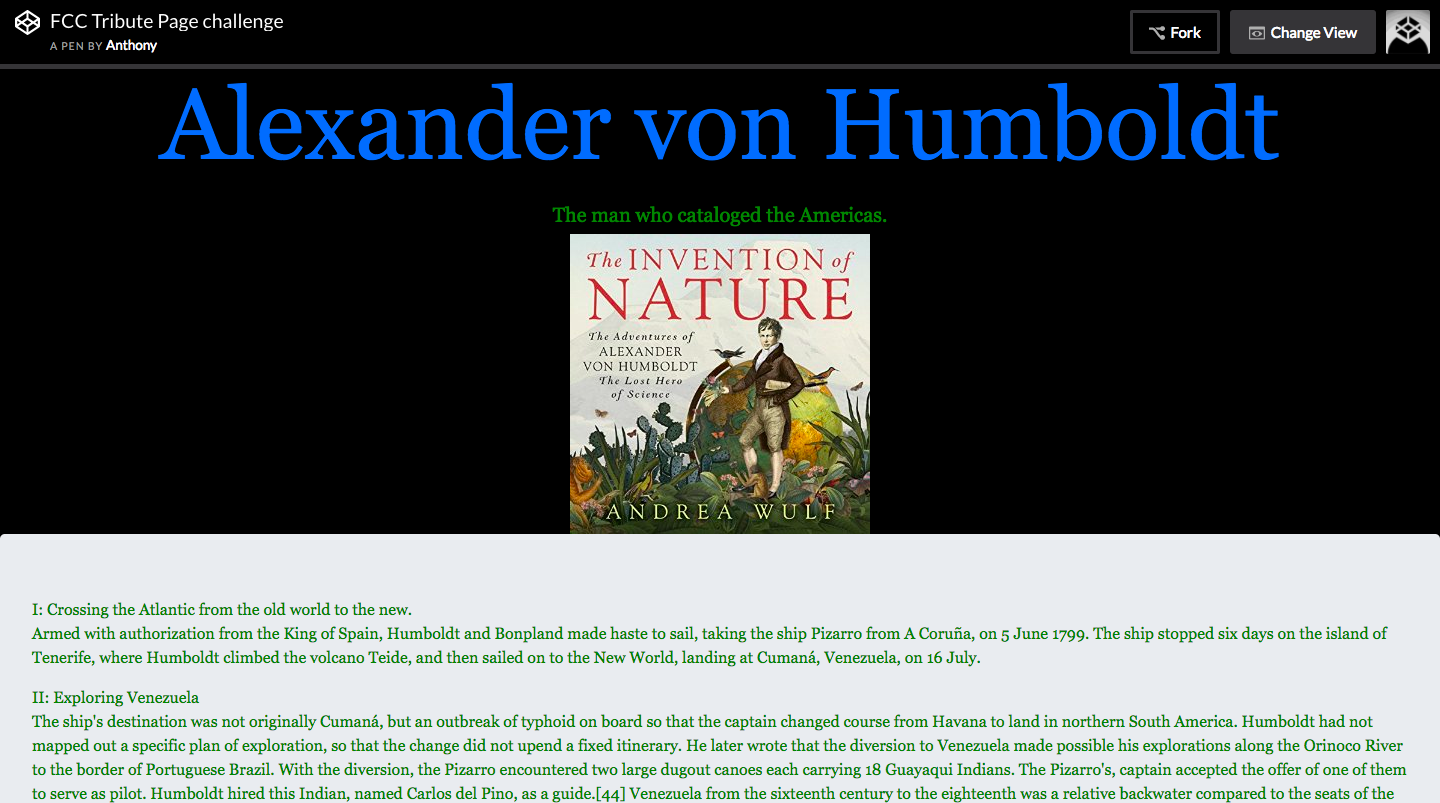 FCC Tribute Page challenge
A PEN BY Anthony
Fork
Change View
Alexander von Humboldt
The man who cataloged the Americas.
The INVENTION of
NATURE
The Adventures of
ALEXANDER
VON HUMBOLDT
The Lost Hero
of Science
ANDREA WULF
I: Crossing the Atlantic from the old world to the new.
Armed with authorization from the King of Spain, Humboldt and Bonpland made haste to sail, taking the ship Pizarro from A Coruña, on 5 June 1799. The ship stopped six days on the island of
Tenerife, where Humboldt climbed the volcano Teide, and then sailed on to the New World, landing at Cumaná, Venezuela, on 16 July.
II: Exploring Venezuela
The ship's destination was not originally Cumaná, but an outbreak of typhoid on board so that the captain changed course from Havana to land in northern South America. Humboldt had not
mapped out a specific plan of exploration, so that the change did not upend a fixed itinerary. He later wrote that the diversion to Venezuela made possible his explorations along the Orinoco River
to the border of Portuguese Brazil. With the diversion, the Pizarro encountered two large dugout canoes each carrying 18 Guayaqui Indians. The Pizarro's, captain accepted the offer of one of them
to serve as pilot. Humboldt hired this Indian, named Carlos del Pino, as a guide.[44] Venezuela from the sixteenth century to the eighteenth was a relative backwater compared to the seats of the